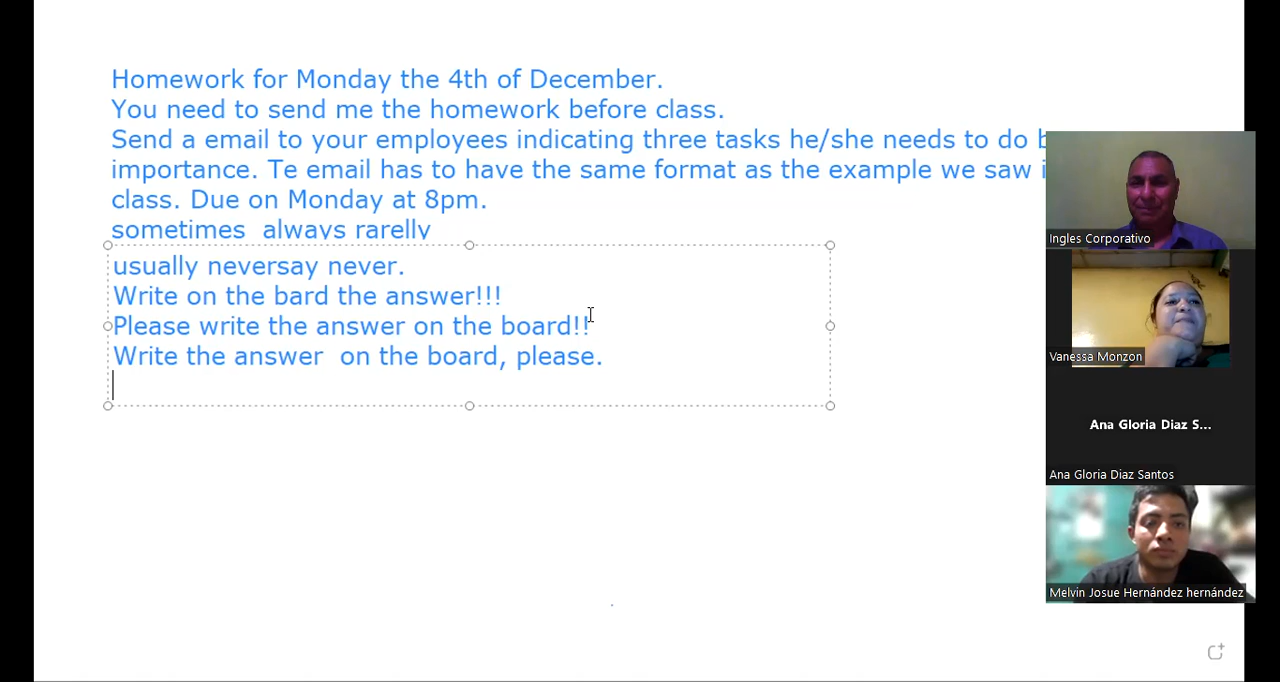 Homework for Monday the 4th of December.
You need to send me the homework before class.
Send a email to your employees indicating three tasks he/she needs to do
importance. Te email has to have the same format as the example we saw
class. Due on Monday at 8pm.
sometimes  always rarelly
usually neversay never.
Write on the bard the answer!!!
Please write the answer on the board!!
Write the answer  on the board, please.
Ingles Corporativo
Vanessa Monzon
Ana Gloria Diaz S...
Ana Gloria Diaz Santos
Melvin Josue Hernández hernández